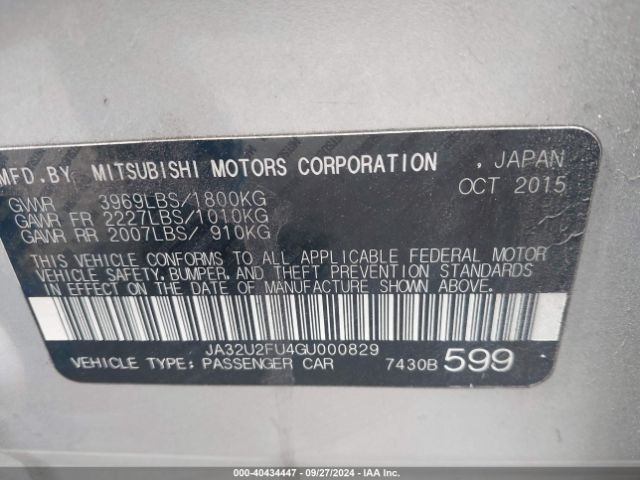 MFD. BY MITSUBISHI MOTORS CORPORATION , JAPAN
OCT 2015
GVWR 3969LBS/1800KG
GAWR FR 2227LBS/1010KG
GAWR RR 2007LBS/ 910KG
THIS VEHICLE CONFORMS TO ALL APPLICABLE FEDERAL MOTOR
VEHICLE SAFETY, BUMPER, AND THEFT PREVENTION STANDARDS
IN EFFECT ON THE DATE OF MANUFACTURE SHOWN ABOVE.
JA32U2FU4GU000829
VEHICLE TYPE: PASSENGER CAR 7430B 599
000-40434447 - 09/27/2024 - IAA Inc.